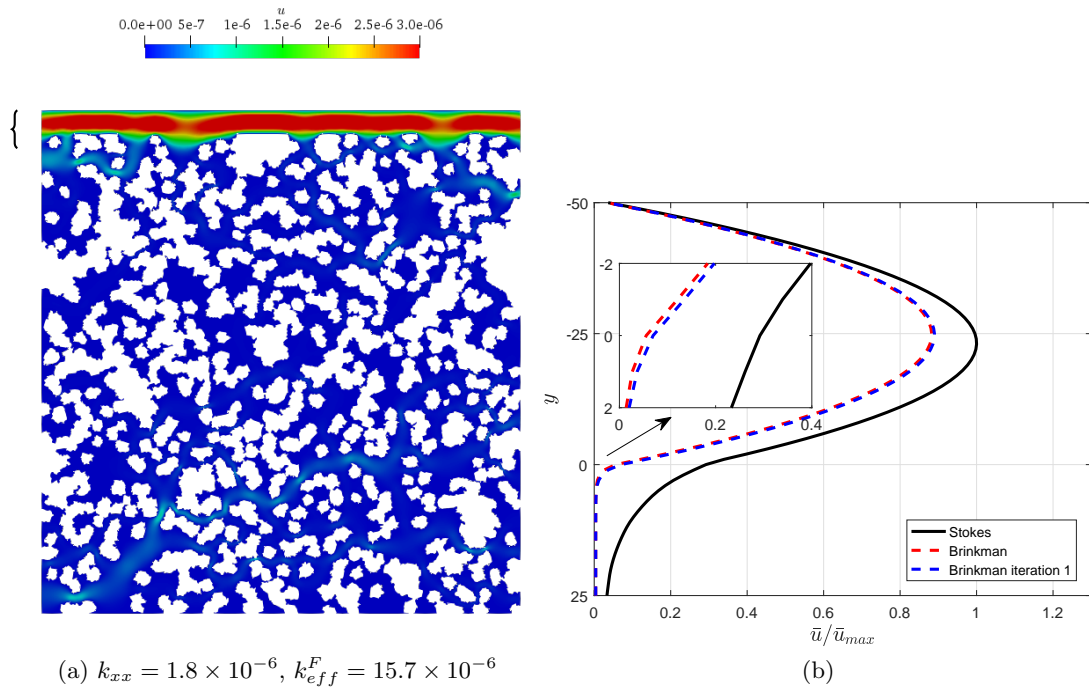 u
0.0e+00 5e-7 1e-6 1.5e-6 2e-6 2.5e-6 3.0e-06
{
-50
-25
0
25
y
-2
0
2
0 0.2 0.4
Stokes
Brinkman
Brinkman iteration 1
0 0.2 0.4 0.6 0.8 1 1.2
ū/ū_max
(a) k_xx = 1.8 × 10⁻⁶, k^F_eff = 15.7 × 10⁻⁶
(b)